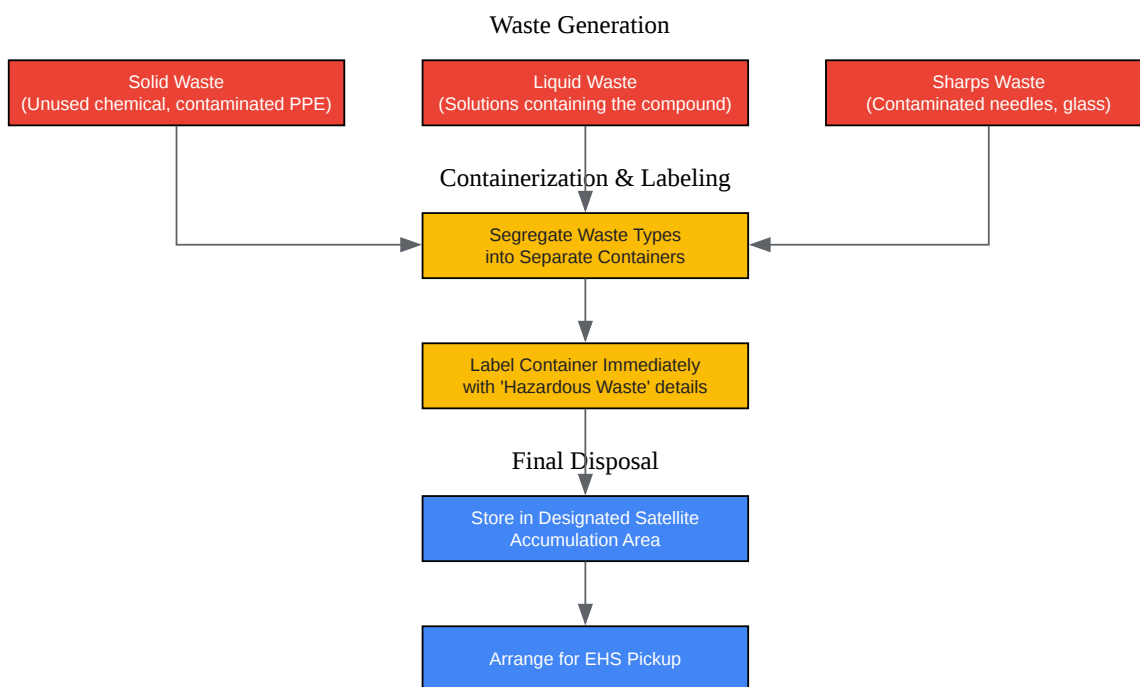 Waste Generation
Solid Waste
(Unused chemical, contaminated PPE)
Liquid Waste
(Solutions containing the compound)
Sharps Waste
(Contaminated needles, glass)
Containerization & Labeling
Segregate Waste Types
into Separate Containers
Label Container Immediately
with 'Hazardous Waste' details
Final Disposal
Store in Designated Satellite
Accumulation Area
Arrange for EHS Pickup